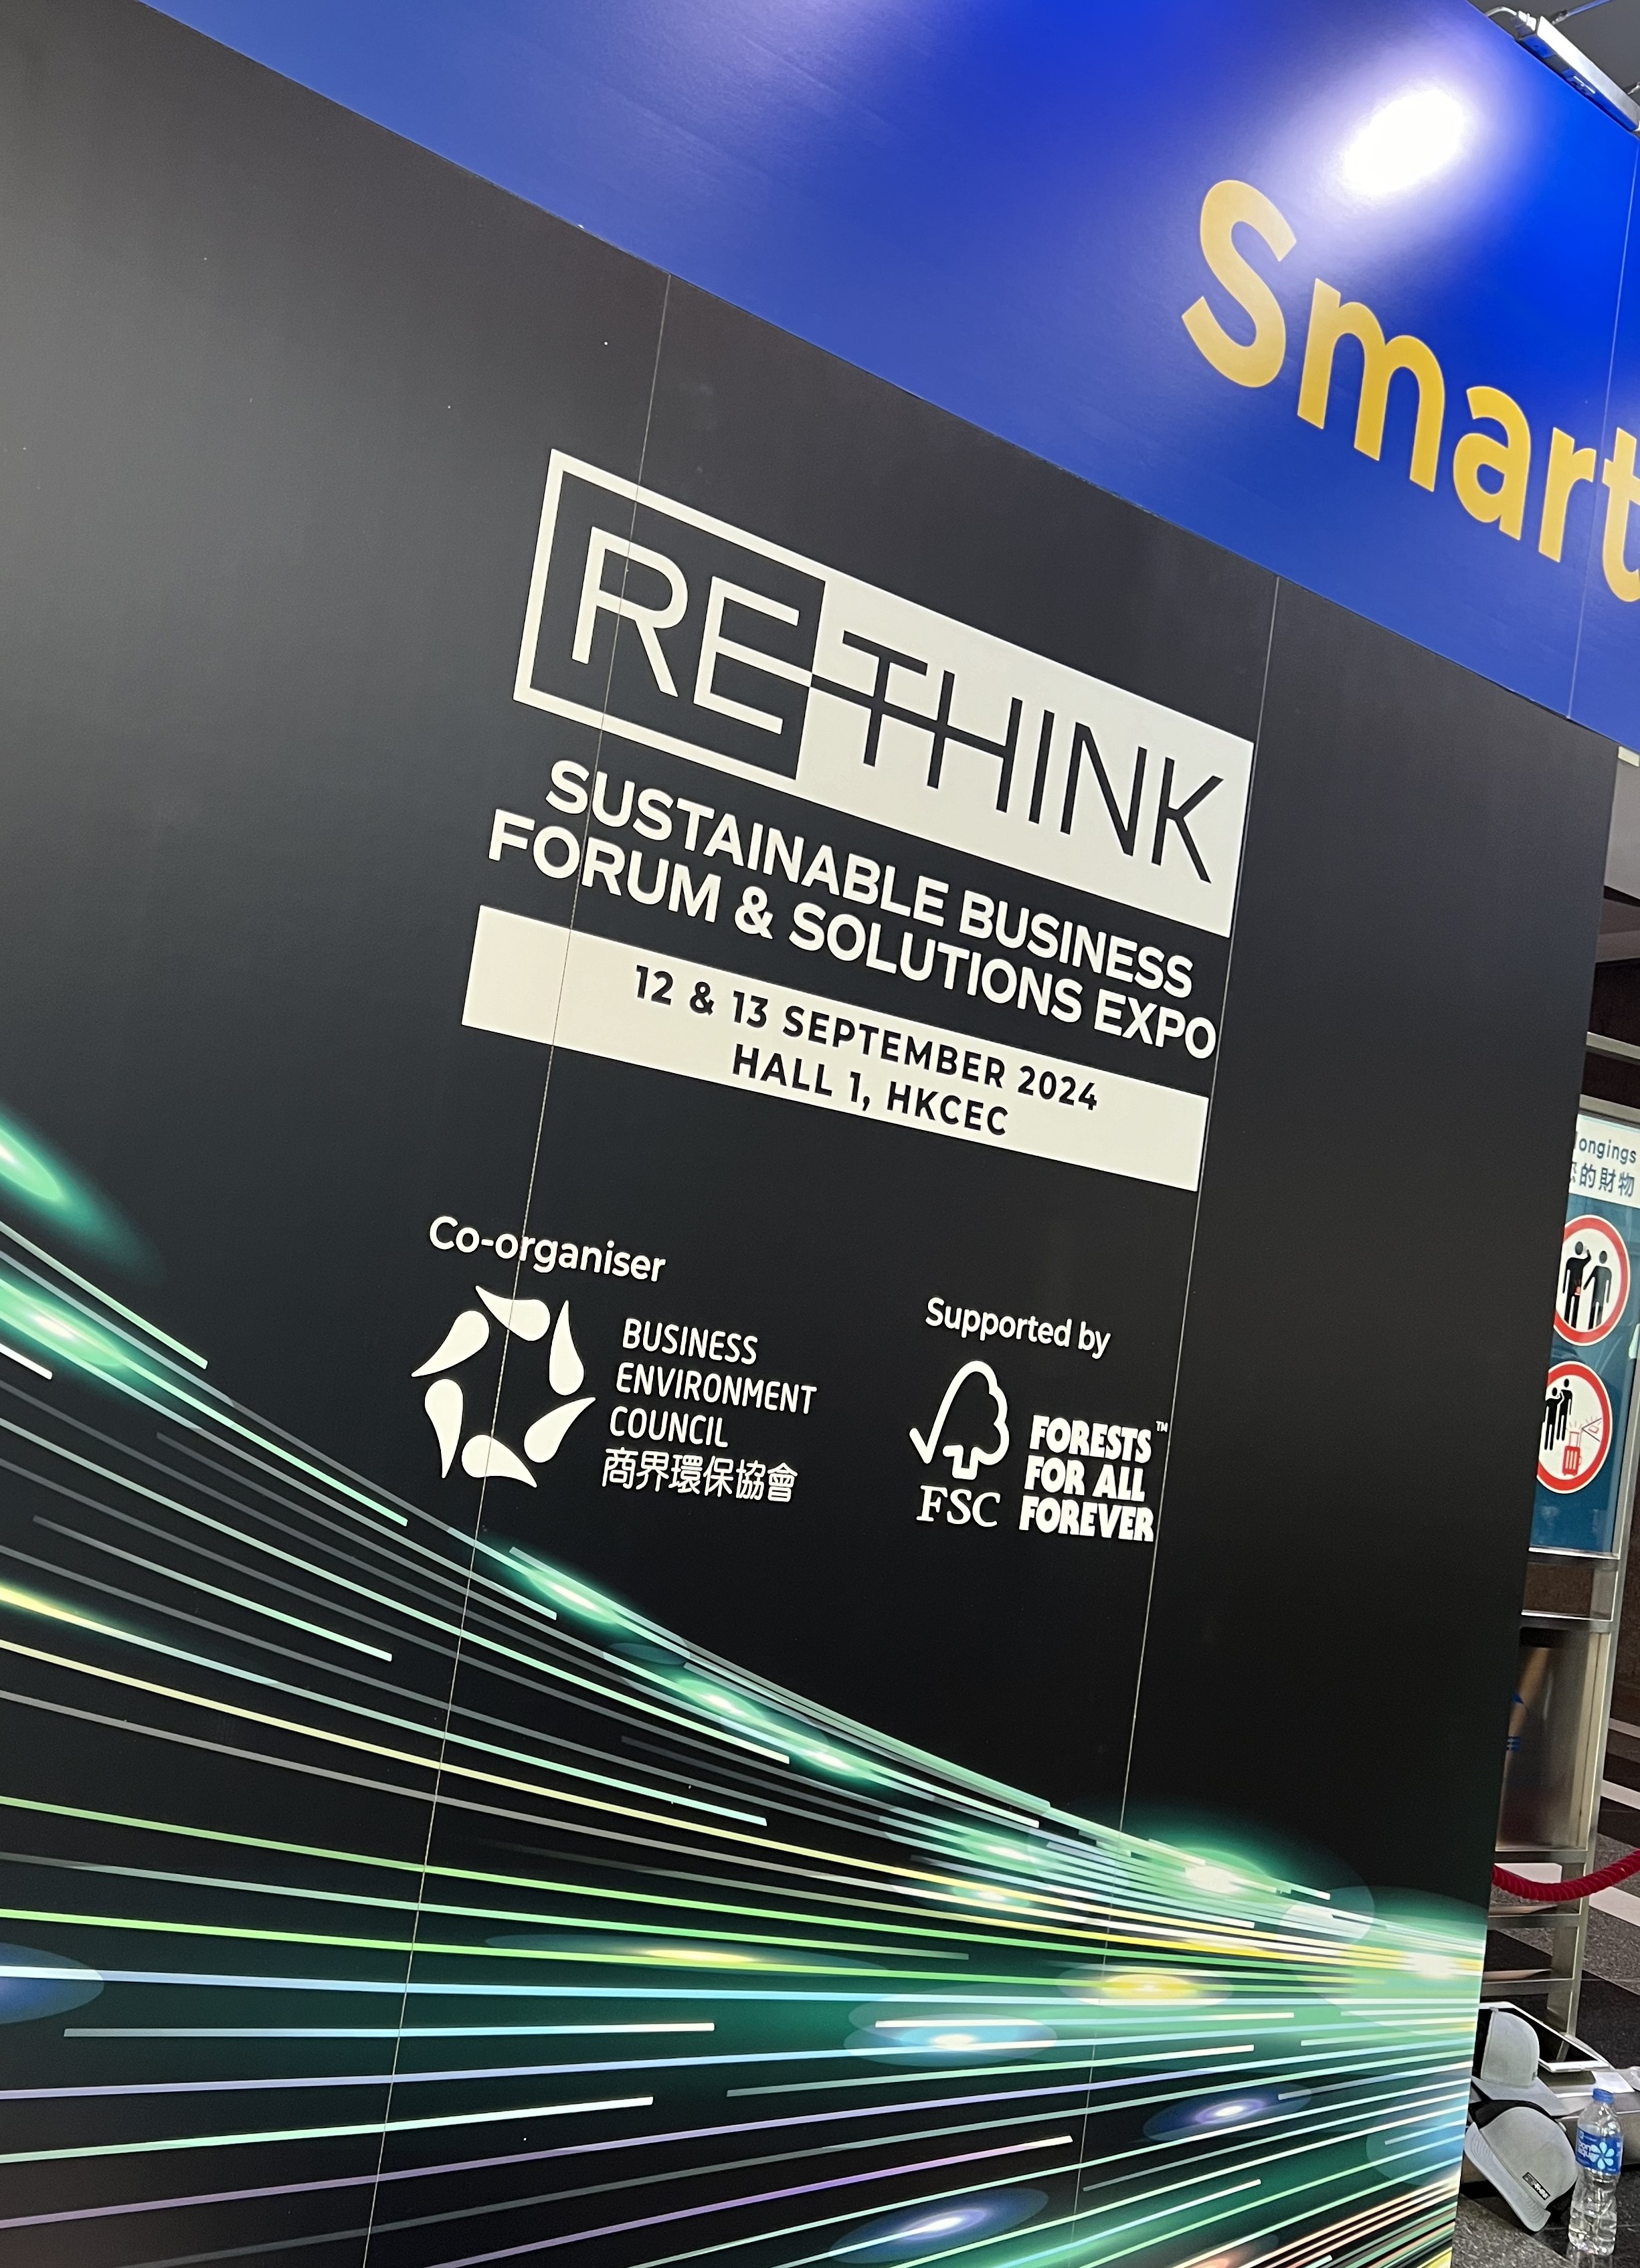 Smart
RETHINK
SUSTAINABLE BUSINESS
FORUM & SOLUTIONS EXPO
12 & 13 SEPTEMBER 2024
HALL 1, HKCEC
Co-organiser
BUSINESS
ENVIRONMENT
COUNCIL
商界環保協會
Supported by
FSC
FORESTS™
FOR ALL
FOREVER
longings
的財物